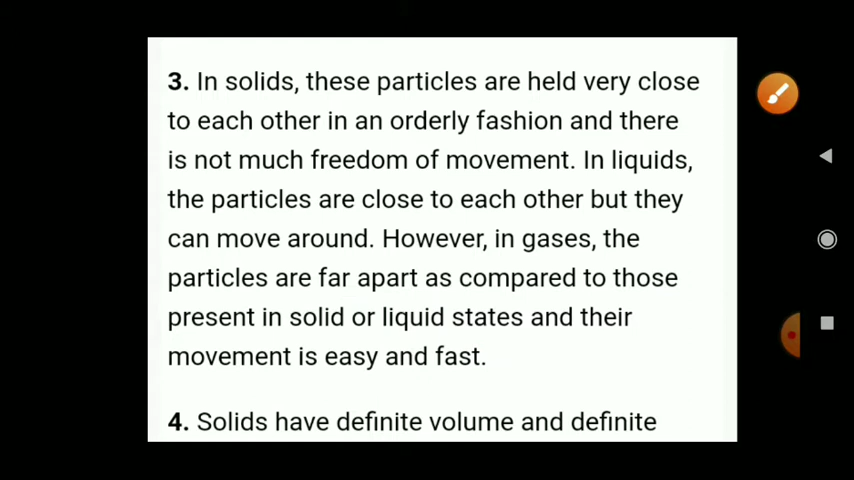 3. In solids, these particles are held very close
to each other in an orderly fashion and there
is not much freedom of movement. In liquids,
the particles are close to each other but they
can move around. However, in gases, the
particles are far apart as compared to those
present in solid or liquid states and their
movement is easy and fast.
4. Solids have definite volume and definite